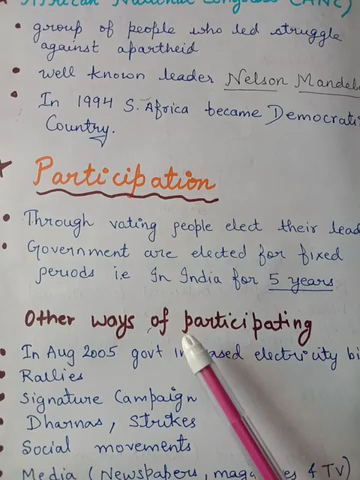 African National Congress (ANC)
group of people who led struggle
against apartheid
well known leader Nelson Mandela
In 1994 S. Africa became Democrati
Country.
Participation
Through vating people elect their lead
Government are elected for fixed
periods i.e In India for 5 years
Other ways of participating
In Aug 2005 govt electricity bi
Rallies
Signature Campaign
Dharnas, Strikes
Social movements
Media (Newspapers, & TV)